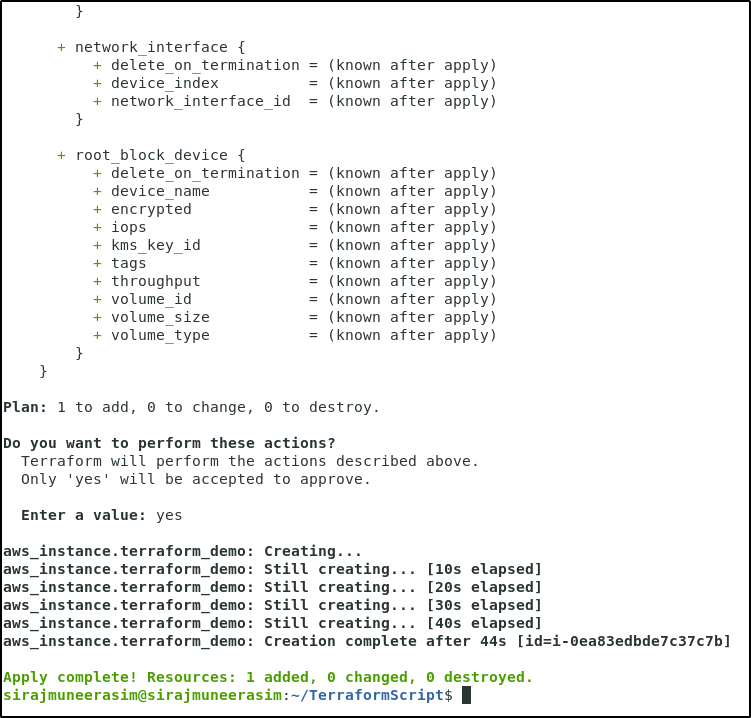 }
+ network_interface {
+ delete_on_termination = (known after apply)
+ device_index          = (known after apply)
+ network_interface_id  = (known after apply)
}
+ root_block_device {
+ delete_on_termination = (known after apply)
+ device_name           = (known after apply)
+ encrypted             = (known after apply)
+ iops                  = (known after apply)
+ kms_key_id            = (known after apply)
+ tags                  = (known after apply)
+ throughput            = (known after apply)
+ volume_id             = (known after apply)
+ volume_size           = (known after apply)
+ volume_type           = (known after apply)
}
}
Plan: 1 to add, 0 to change, 0 to destroy.
Do you want to perform these actions?
Terraform will perform the actions described above.
Only 'yes' will be accepted to approve.
Enter a value: yes
aws_instance.terraform_demo: Creating...
aws_instance.terraform_demo: Still creating... [10s elapsed]
aws_instance.terraform_demo: Still creating... [20s elapsed]
aws_instance.terraform_demo: Still creating... [30s elapsed]
aws_instance.terraform_demo: Still creating... [40s elapsed]
aws_instance.terraform_demo: Creation complete after 44s [id=i-0ea83edbde7c37c7b]
Apply complete! Resources: 1 added, 0 changed, 0 destroyed.
sirajmuneerasim@sirajmuneerasim:~/TerraformScript$